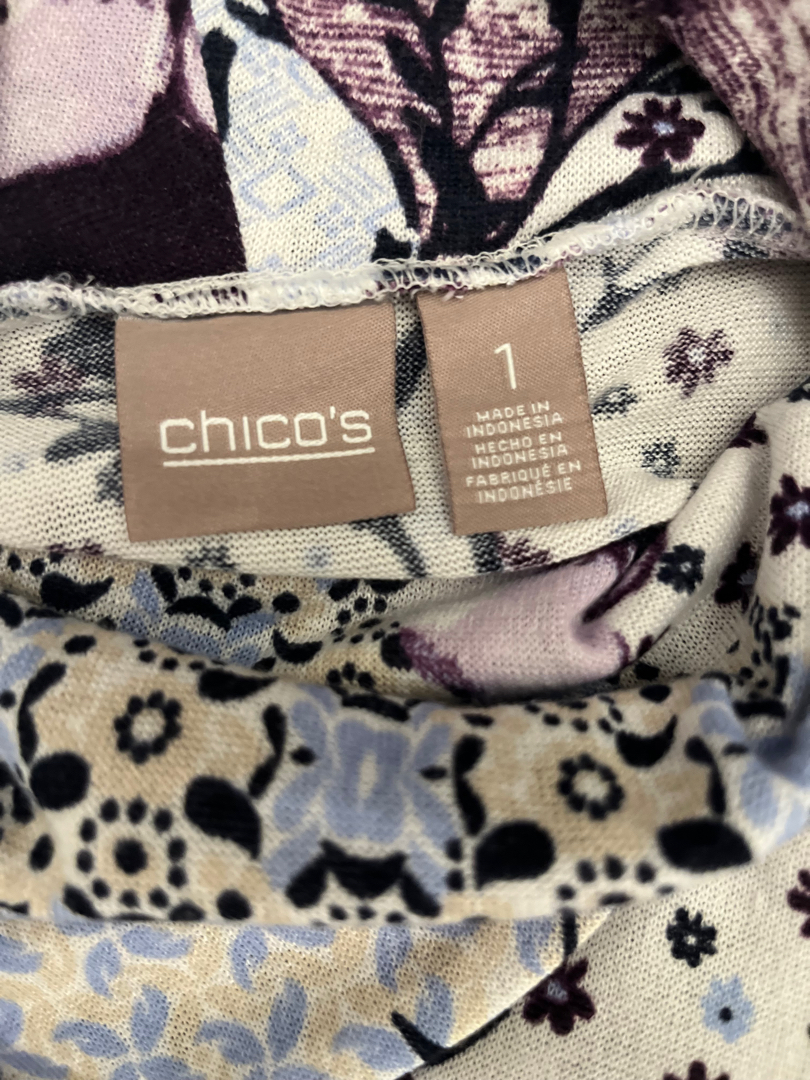 chico's
1
MADE IN
INDONESIA
HECHO EN
INDONESIA
FABRIQUÉ EN
INDONÉSIE